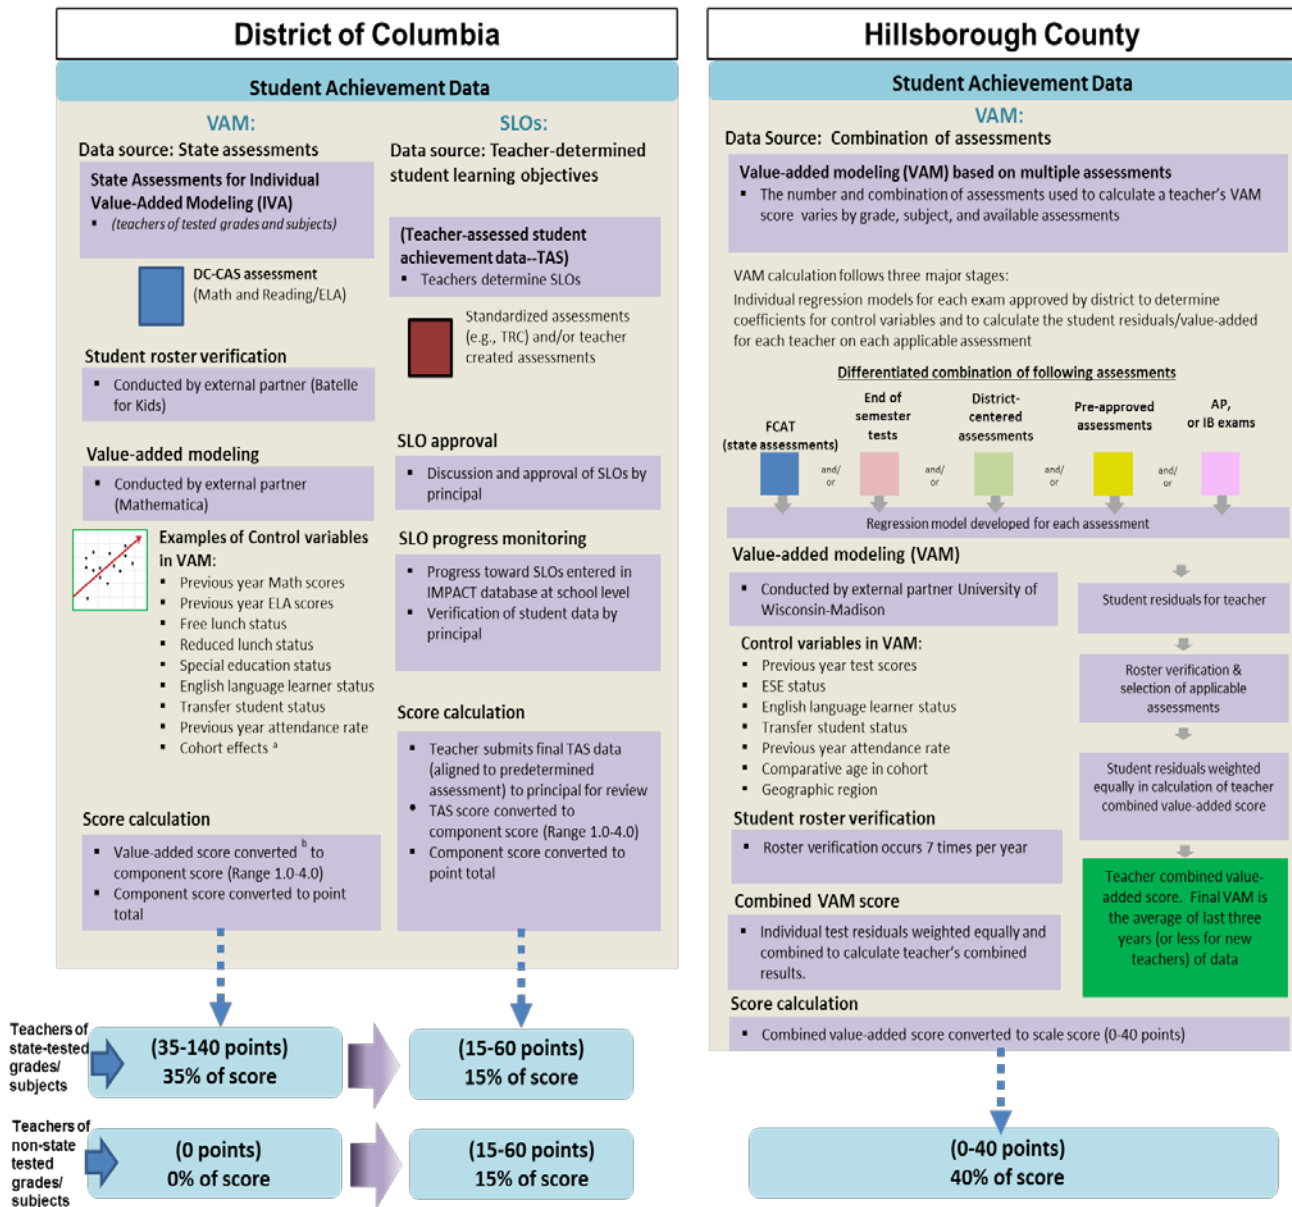 District of Columbia
Student Achievement Data
VAM:
Data source: State assessments
State Assessments for Individual
Value-Added Modeling (IVA)
▪ (teachers of tested grades and subjects)
DC-CAS assessment
(Math and Reading/ELA)
Student roster verification
▪ Conducted by external partner (Batelle
for Kids)
Value-added modeling
▪ Conducted by external partner
(Mathematica)
Examples of Control variables
in VAM:
▪ Previous year Math scores
▪ Previous year ELA scores
▪ Free lunch status
▪ Reduced lunch status
▪ Special education status
▪ English language learner status
▪ Transfer student status
▪ Previous year attendance rate
▪ Cohort effects a
Score calculation
▪ Value-added score converted b to
component score (Range 1.0-4.0)
▪ Component score converted to point
total
SLOs:
Data source: Teacher-determined
student learning objectives
(Teacher-assessed student
achievement data--TAS)
▪ Teachers determine SLOs
Standardized assessments
(e.g., TRC) and/or teacher
created assessments
SLO approval
▪ Discussion and approval of SLOs by
principal
SLO progress monitoring
▪ Progress toward SLOs entered in
IMPACT database at school level
▪ Verification of student data by
principal
Score calculation
▪ Teacher submits final TAS data
(aligned to predetermined
assessment) to principal for review
• TAS score converted to
component score (Range 1.0-4.0)
▪ Component score converted to
point total
Teachers of
state-tested
grades/
subjects
(35-140 points)
35% of score
(15-60 points)
15% of score
Teachers of
non-state
tested
grades/
subjects
(0 points)
0% of score
(15-60 points)
15% of score
Hillsborough County
Student Achievement Data
VAM:
Data Source: Combination of assessments
Value-added modeling (VAM) based on multiple assessments
▪ The number and combination of assessments used to calculate a teacher's VAM
score varies by grade, subject, and available assessments
VAM calculation follows three major stages:
Individual regression models for each exam approved by district to determine
coefficients for control variables and to calculate the student residuals/value-added
for each teacher on each applicable assessment
Differentiated combination of following assessments
FCAT
(state assessments)
and/
or
End of
semester
tests
and/
or
District-
centered
assessments
and/
or
Pre-approved
assessments
and/
or
AP,
or IB exams
Regression model developed for each assessment
Value-added modeling (VAM)
▪ Conducted by external partner University of
Wisconsin-Madison
Control variables in VAM:
▪ Previous year test scores
▪ ESE status
▪ English language learner status
▪ Transfer student status
▪ Previous year attendance rate
▪ Comparative age in cohort
▪ Geographic region
Student roster verification
▪ Roster verification occurs 7 times per year
Combined VAM score
▪ Individual test residuals weighted equally and
combined to calculate teacher's combined
results.
Student residuals for teacher
Roster verification &
selection of applicable
assessments
Student residuals weighted
equally in calculation of teacher
combined value-added score
Teacher combined value-
added score. Final VAM is
the average of last three
years (or less for new
teachers) of data
Score calculation
▪ Combined value-added score converted to scale score (0-40 points)
(0-40 points)
40% of score